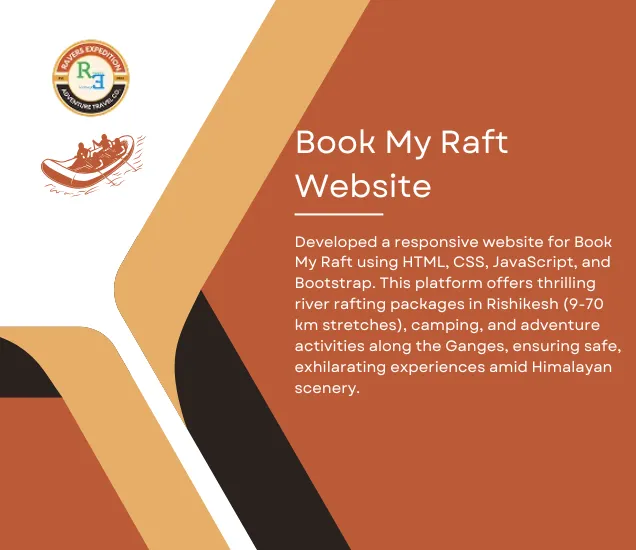 RAVERS EXPEDITION
RE
ADVENTURE TRAVEL CO.
Book My Raft
Website
Developed a responsive website for Book
My Raft using HTML, CSS, JavaScript, and
Bootstrap. This platform offers thrilling
river rafting packages in Rishikesh (9-70
km stretches), camping, and adventure
activities along the Ganges, ensuring safe,
exhilarating experiences amid Himalayan
scenery.